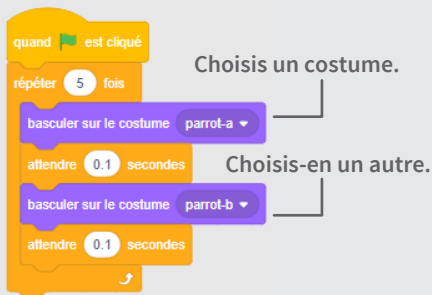 quand est cliqué
répéter 5 fois
Choisis un costume.
basculer sur le costume parrot-a
attendre 0.1 secondes
Choisis-en un autre.
basculer sur le costume parrot-b
attendre 0.1 secondes